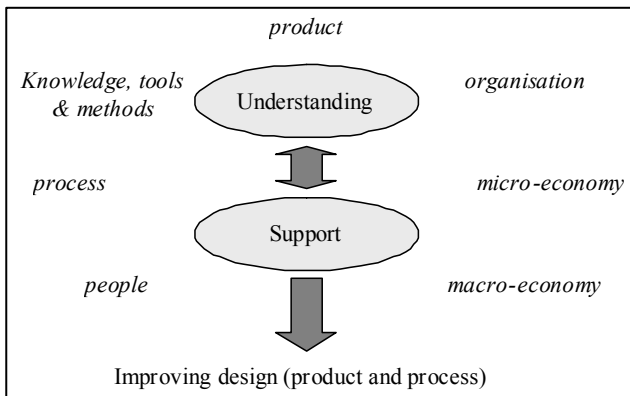 product
Knowledge, tools
& methods
Understanding
organisation
process
micro-economy
Support
people
macro-economy
Improving design (product and process)